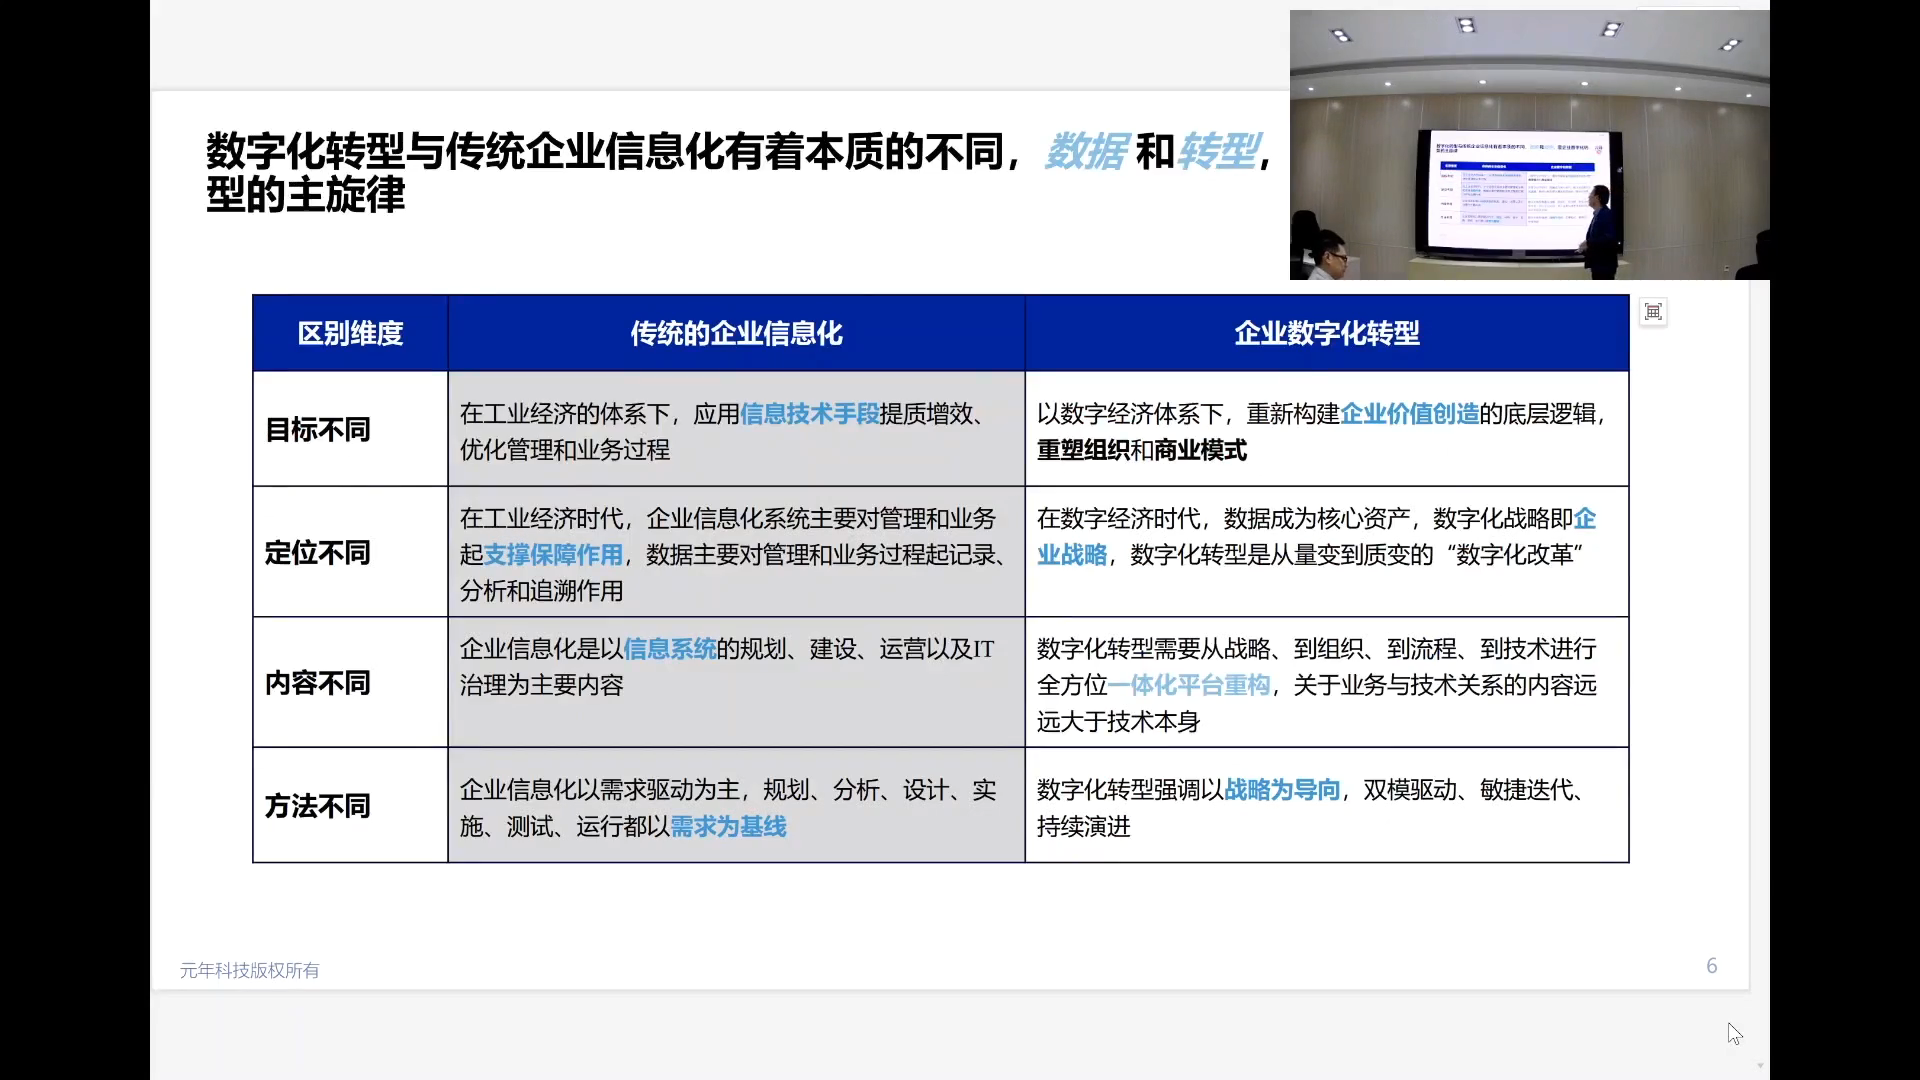 数字化转型与传统企业信息化有着本质的不同，数据和转型，
型的主旋律
区别维度
传统的企业信息化
企业数字化转型
目标不同
在工业经济的体系下，应用信息技术手段提质增效、
优化管理和业务过程
以数字经济体系下，重新构建企业价值创造的底层逻辑，
重塑组织和商业模式
定位不同
在工业经济时代，企业信息化系统主要对管理和业务
起支撑保障作用，数据主要对管理和业务过程起记录、
分析和追溯作用
在数字经济时代，数据成为核心资产，数字化战略即企
业战略，数字化转型是从量变到质变的“数字化改革”
内容不同
企业信息化是以信息系统的规划、建设、运营以及IT
治理为主要内容
数字化转型需要从战略、到组织、到流程、到技术进行
全方位一体化平台重构，关于业务与技术关系的内容远
远大于技术本身
方法不同
企业信息化以需求驱动为主，规划、分析、设计、实
施、测试、运行都以需求为基线
数字化转型强调以战略为导向，双模驱动、敏捷迭代、
持续演进
元年科技版权所有
6